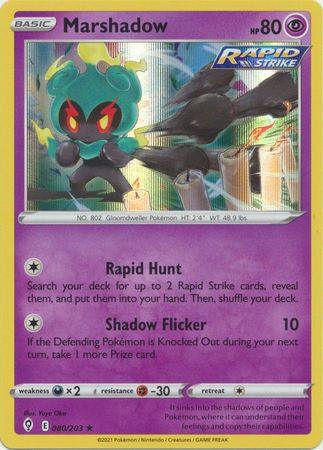 BASIC
Marshadow
HP 80
RAPID
STRIKE
NO. 802 Gloomdweller Pokémon HT: 2'4" WT: 48.9 lbs.
Rapid Hunt
Search your deck for up to 2 Rapid Strike cards, reveal
them, and put them into your hand. Then, shuffle your deck.
Shadow Flicker 10
If the Defending Pokémon is Knocked Out during your next
turn, take 1 more Prize card.
weakness ×2 resistance -30 retreat
Illus. Yuya Oka
E 080/203 ★
It sinks into the shadows of people and
Pokémon, where it can understand their
feelings and copy their capabilities.
©2021 Pokémon / Nintendo / Creatures / GAME FREAK